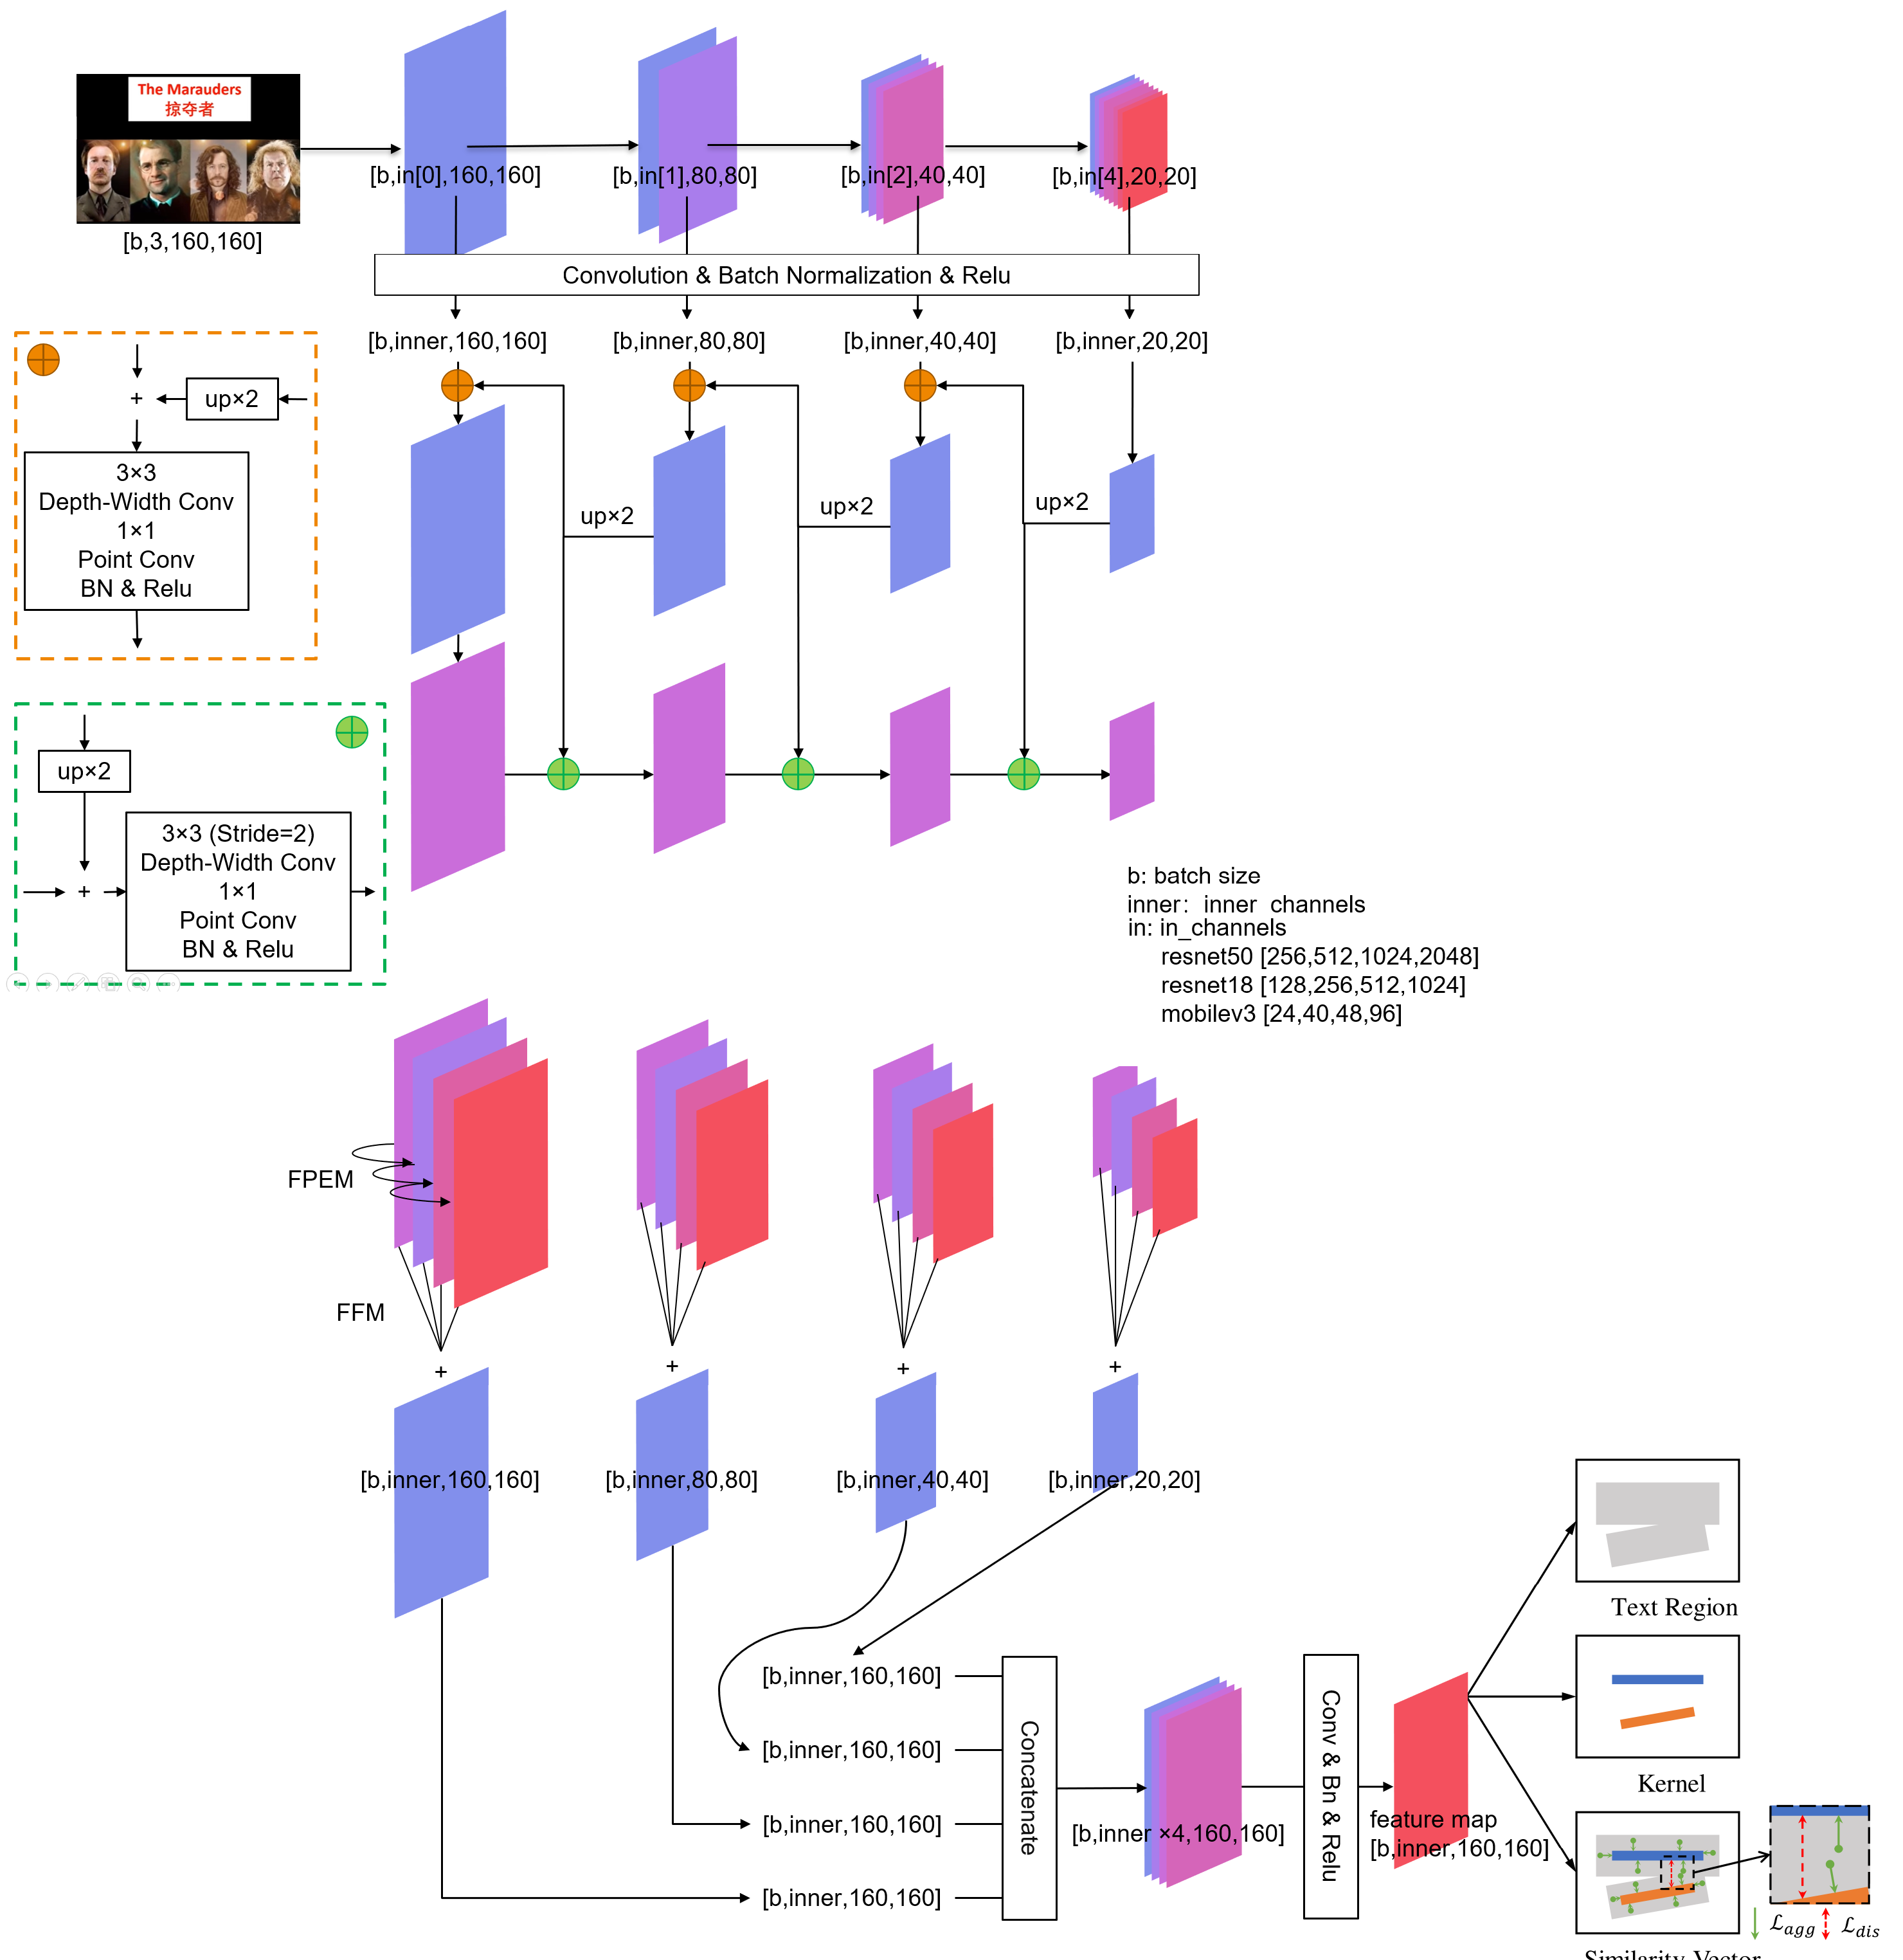 The Marauders
掠夺者
[b,3,160,160]
[b,in[0],160,160]
[b,in[1],80,80]
[b,in[2],40,40]
[b,in[4],20,20]
Convolution & Batch Normalization & Relu
[b,inner,160,160]
[b,inner,80,80]
[b,inner,40,40]
[b,inner,20,20]
+
up×2
3×3
Depth-Width Conv
1×1
Point Conv
BN & Relu
up×2
up×2
up×2
up×2
+
3×3 (Stride=2)
Depth-Width Conv
1×1
Point Conv
BN & Relu
b: batch size
inner: inner channels
in: in_channels
resnet50 [256,512,1024,2048]
resnet18 [128,256,512,1024]
mobilev3 [24,40,48,96]
FPEM
FFM
+
+
+
+
[b,inner,160,160]
[b,inner,80,80]
[b,inner,40,40]
[b,inner,20,20]
[b,inner,160,160]
[b,inner,160,160]
[b,inner,160,160]
[b,inner,160,160]
Concatenate
[b,inner ×4,160,160]
Conv & Bn & Relu
feature map
[b,inner,160,160]
Text Region
Kernel
ℒagg
ℒdis
Similarity Vector